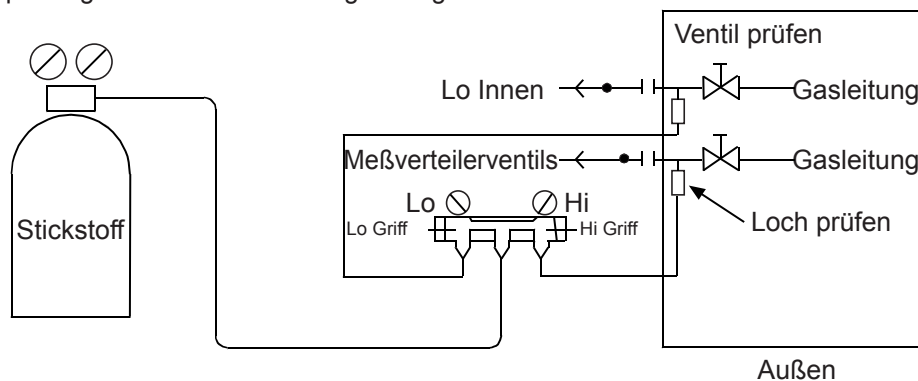 Ventil prüfen
Lo Innen
Gasleitung
Meßverteilerventils
Gasleitung
Lo
Hi
Stickstoff
Lo Griff
Hi Griff
Loch prüfen
Außen